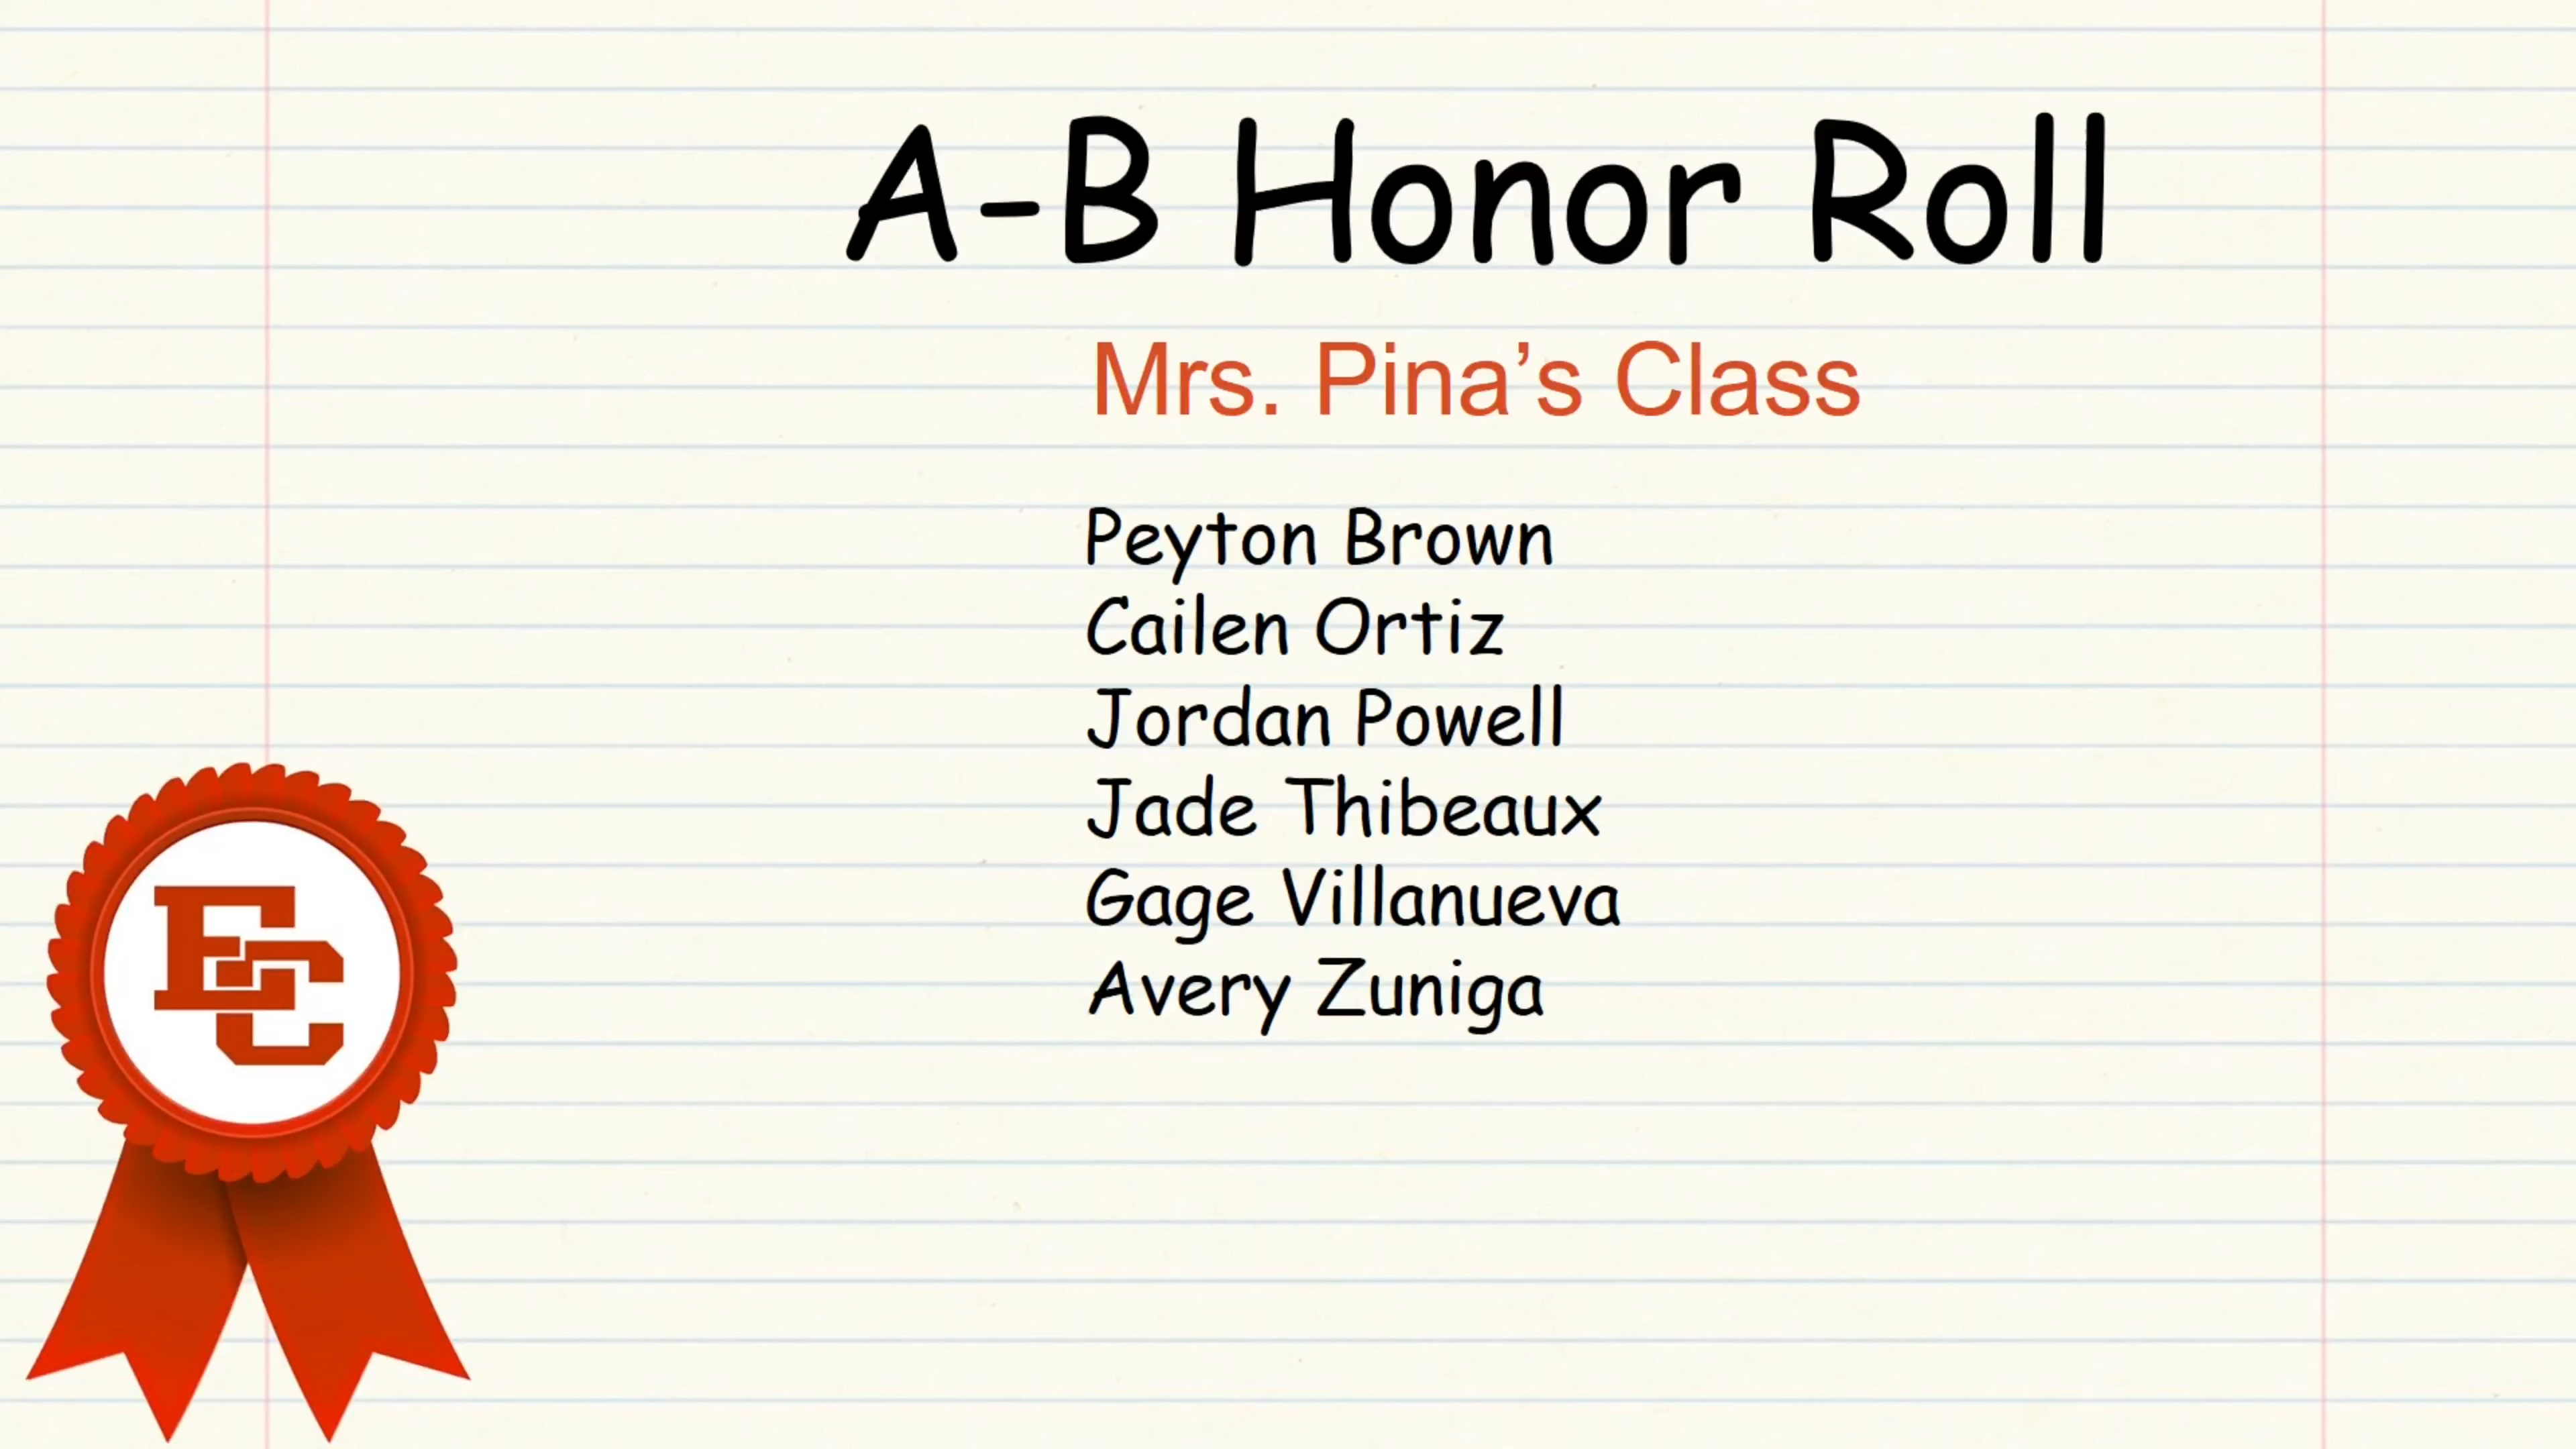 A-B Honor Roll
Mrs. Pina’s Class
Peyton Brown
Cailen Ortiz
Jordan Powell
Jade Thibeaux
Gage Villanueva
Avery Zuniga
EC